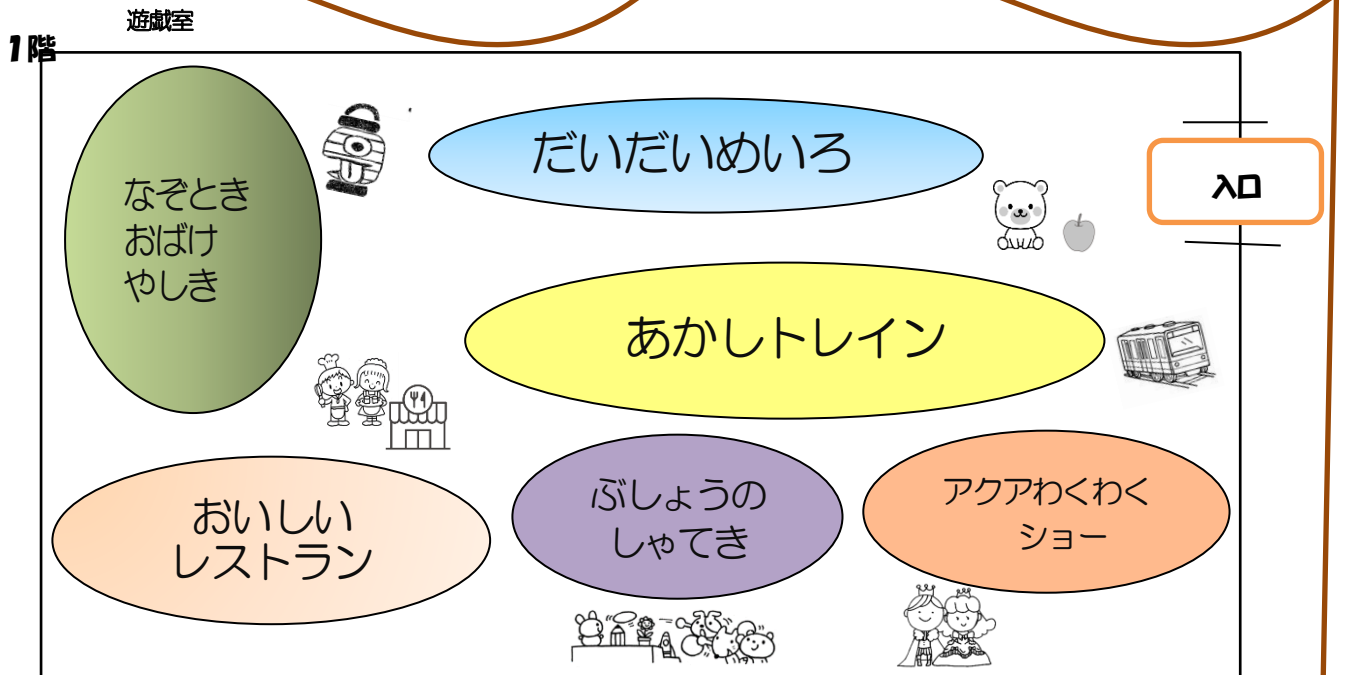 遊戯室
1階
だいだいめいろ
入口
なぞとき
おばけ
やしき
あかしトレイン
おいしい
レストラン
ぶしょうの
しゃてき
アクアわくわく
ショー